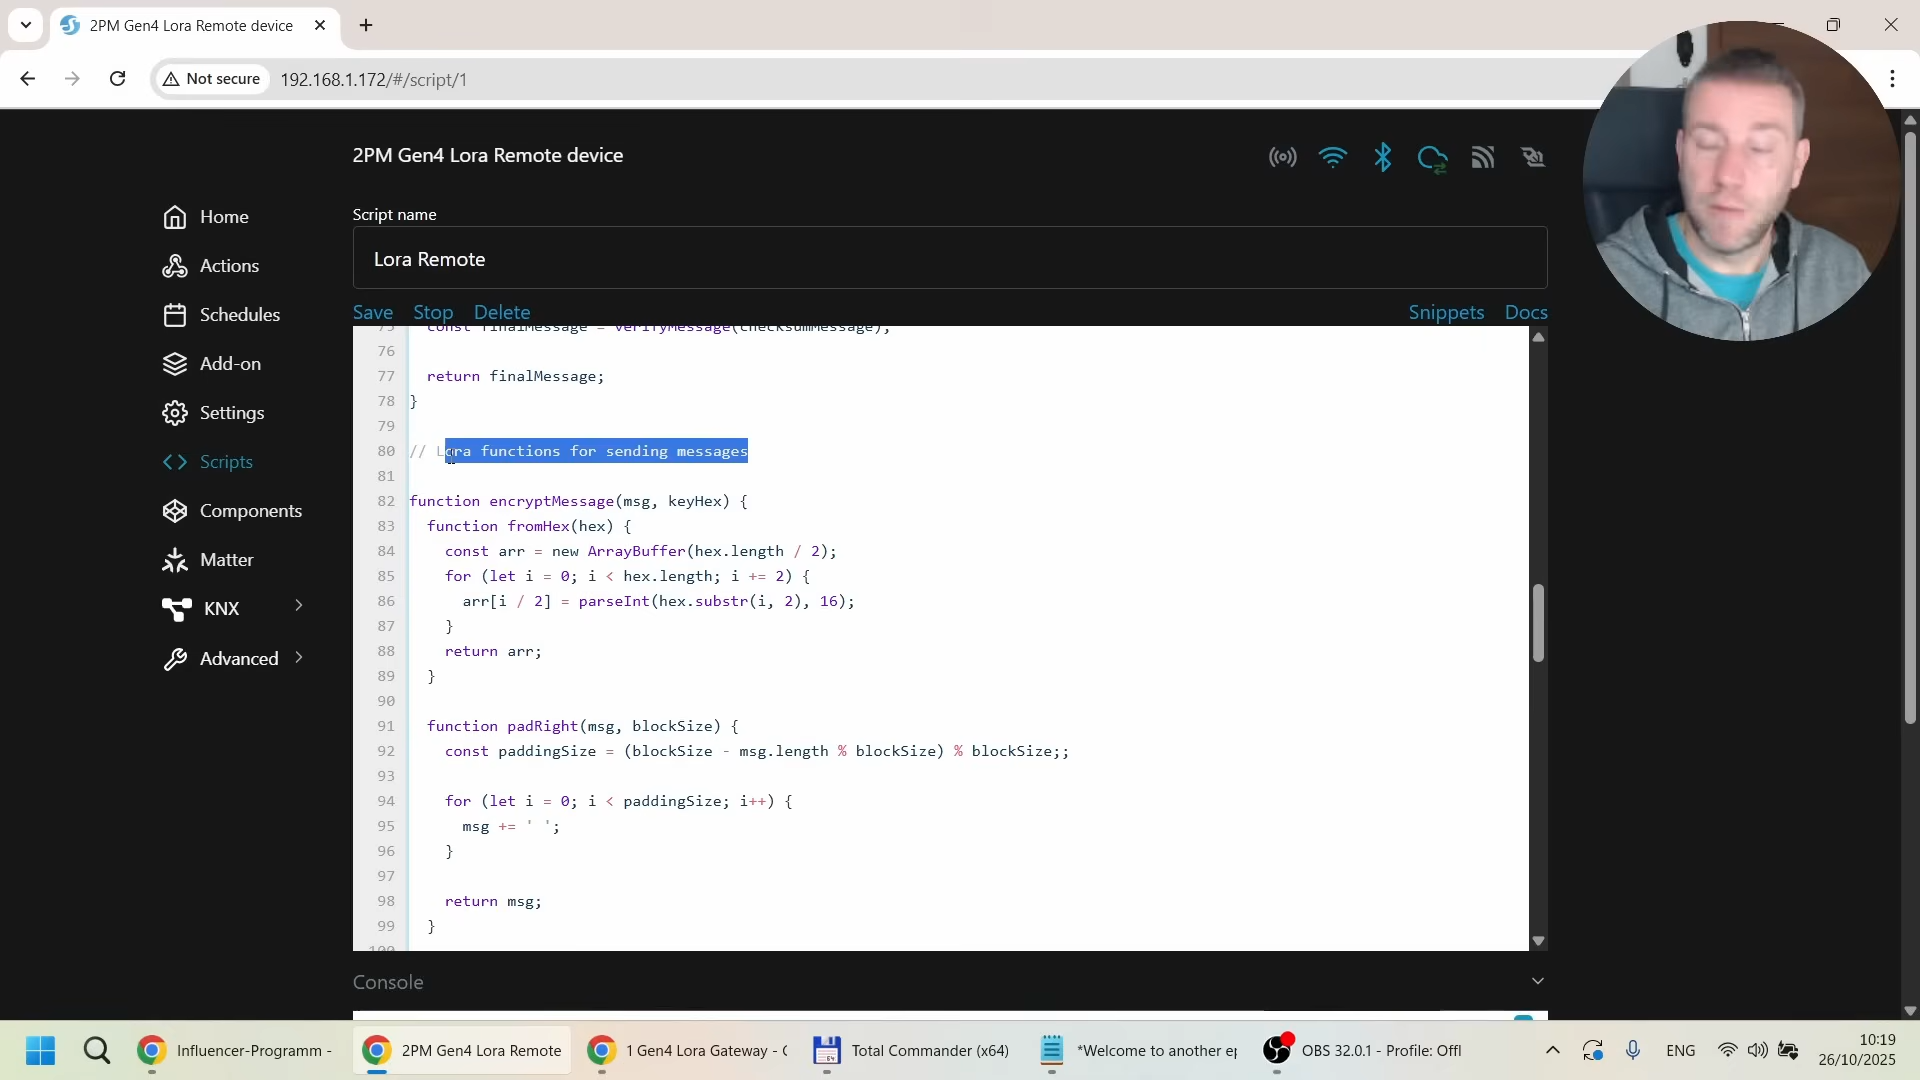 2PM Gen4 Lora Remote device
Not secure
192.168.1.172/#/script/1
2PM Gen4 Lora Remote device
Home
Actions
Schedules
Add-on
Settings
Scripts
Components
Matter
KNX
Advanced
Script name
Lora Remote
Save
Stop
Delete
Snippets
Docs
75 const finalMessage = verifyMessage(checksumMessage);
76
77 return finalMessage;
78 }
79
80 // Lora functions for sending messages
81
82 function encryptMessage(msg, keyHex) {
83 function fromHex(hex) {
84 const arr = new ArrayBuffer(hex.length / 2);
85 for (let i = 0; i < hex.length; i += 2) {
86 arr[i / 2] = parseInt(hex.substr(i, 2), 16);
87 }
88 return arr;
89 }
90
91 function padRight(msg, blockSize) {
92 const paddingSize = (blockSize - msg.length % blockSize) % blockSize;;
93
94 for (let i = 0; i < paddingSize; i++) {
95 msg += ' ';
96 }
97
98 return msg;
99 }
100
Console
Influencer-Programm -
2PM Gen4 Lora Remote
1 Gen4 Lora Gateway - C
64
Total Commander (x64)
*Welcome to another ep
OBS 32.0.1 - Profile: Offl
ENG
10:19
26/10/2025